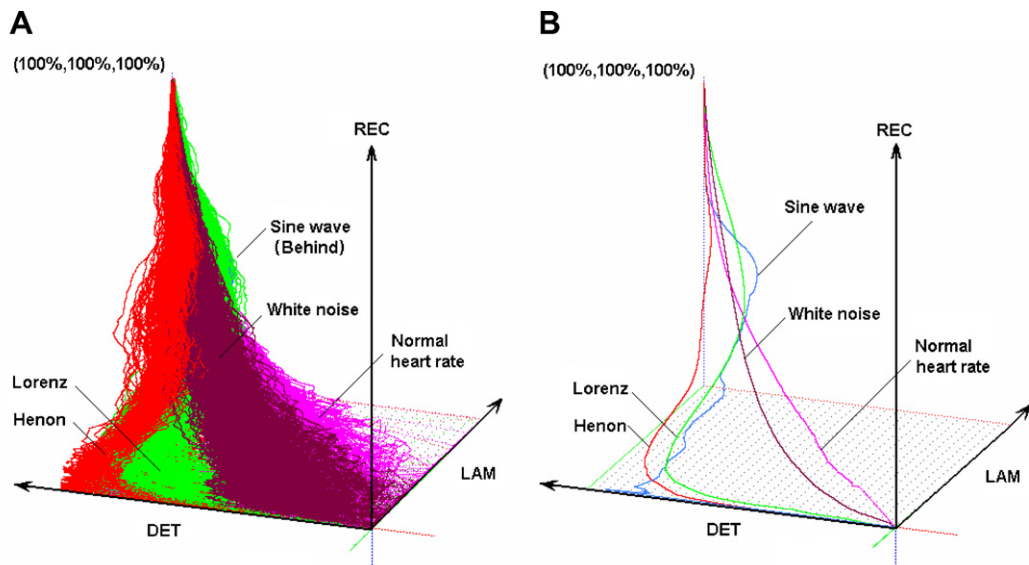 A
(100%,100%,100%)
REC
Sine wave
(Behind)
White noise
Normal
heart rate
Lorenz
Henon
LAM
DET
B
(100%,100%,100%)
REC
Sine wave
White noise
Normal
heart rate
Lorenz
Henon
LAM
DET